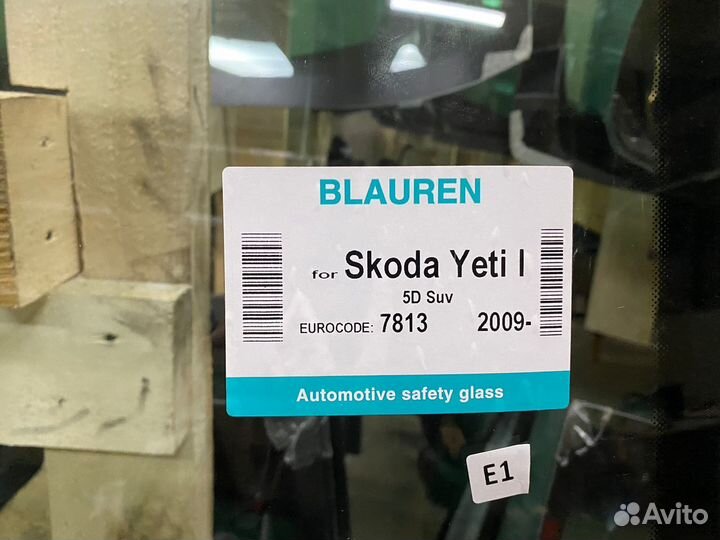 BLAUREN
for Skoda Yeti I
5D Suv
EUROCODE: 7813 2009-
Automotive safety glass
E1
Avito